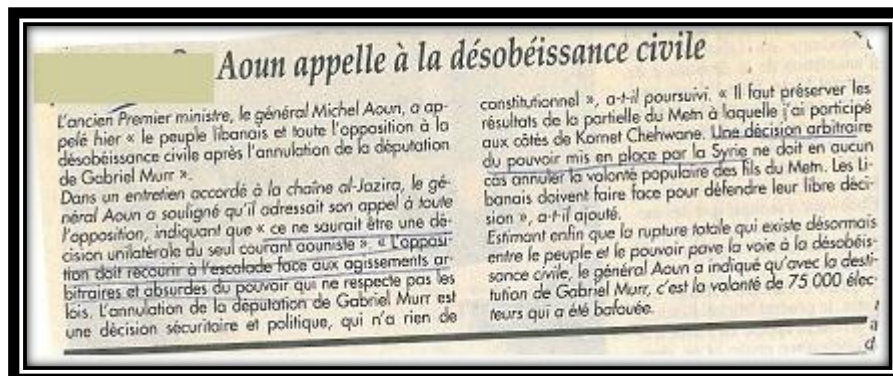 Aoun appelle à la désobéissance civile
L'ancien Premier ministre, le général Michel Aoun, a ap-
pelé hier « le peuple libanais et toute l'opposition à la
désobéissance civile après l'annulation de la députation
de Gabriel Murr ».
Dans un entretien accordé à la chaîne al-Jazira, le gé-
néral Aoun a souligné qu'il adressait son appel à toute
l'opposition, indiquant que « ce ne saurait être une dé-
cision unilatérale du seul courant aouniste ». « L'opposi-
tion doit recourir à l'escalade face aux agissements ar-
bitraires et absurdes du pouvoir qui ne respecte pas les
lois. L'annulation de la députation de Gabriel Murr est
une décision sécuritaire et politique, qui n'a rien de
constitutionnel », a-t-il poursuivi. « Il faut préserver les
résultats de la partielle du Metn à laquelle j'ai participé
aux côtés de Kornet Chehwane. Une décision arbitraire
du pouvoir mis en place par la Syrie ne doit en aucun
cas annuler la volonté populaire des fils du Metn. Les Li-
banais doivent faire face pour défendre leur libre déci-
sion », a-t-il ajouté.
Estimant enfin que la rupture totale qui existe désormais
entre le peuple et le pouvoir pave la voie à la désobéis-
sance civile, le général Aoun a indiqué qu'avec la desti-
tution de Gabriel Murr, c'est la volonté de 75 000 élec-
teurs qui a été bafouée.